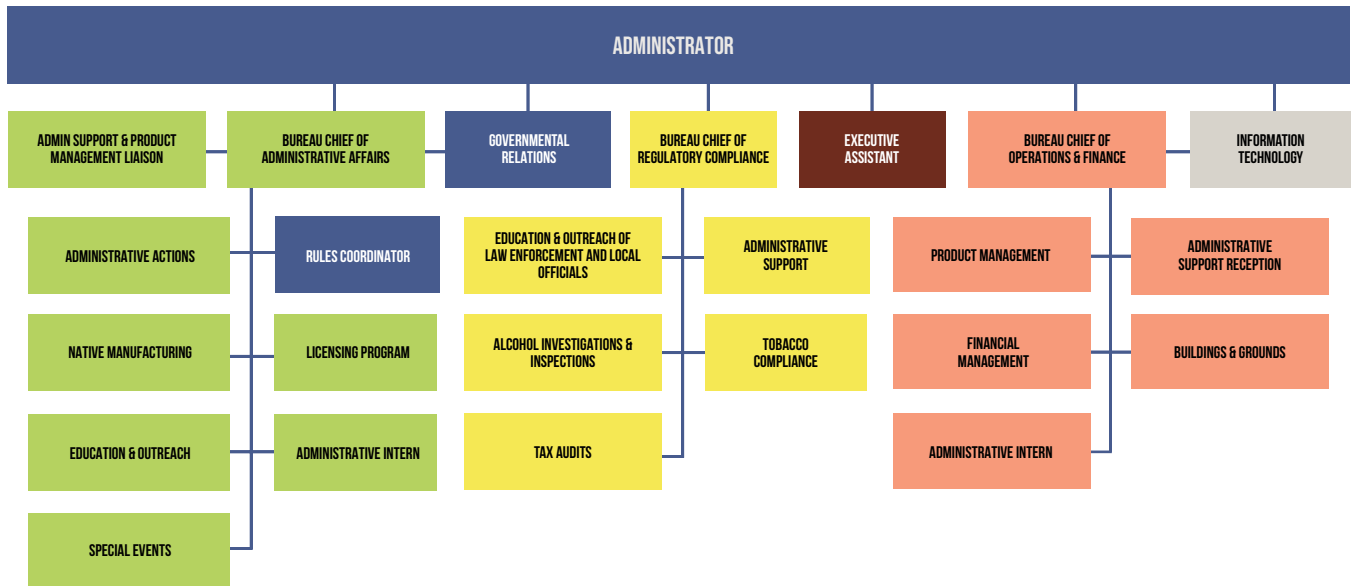 ADMINISTRATOR
ADMIN SUPPORT & PRODUCT
MANAGEMENT LIAISON
BUREAU CHIEF OF
ADMINISTRATIVE AFFAIRS
GOVERNMENTAL
RELATIONS
BUREAU CHIEF OF
REGULATORY COMPLIANCE
EXECUTIVE
ASSISTANT
BUREAU CHIEF OF
OPERATIONS & FINANCE
INFORMATION
TECHNOLOGY
ADMINISTRATIVE ACTIONS
RULES COORDINATOR
EDUCATION & OUTREACH OF
LAW ENFORCEMENT AND LOCAL
OFFICIALS
ADMINISTRATIVE
SUPPORT
PRODUCT MANAGEMENT
ADMINISTRATIVE
SUPPORT RECEPTION
NATIVE MANUFACTURING
LICENSING PROGRAM
ALCOHOL INVESTIGATIONS &
INSPECTIONS
TOBACCO
COMPLIANCE
FINANCIAL
MANAGEMENT
BUILDINGS & GROUNDS
EDUCATION & OUTREACH
ADMINISTRATIVE INTERN
TAX AUDITS
ADMINISTRATIVE INTERN
SPECIAL EVENTS